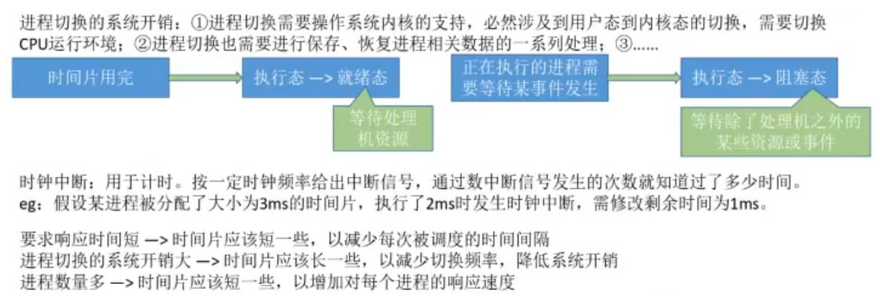 进程切换的系统开销：①进程切换需要操作系统内核的支持，必然涉及到用户态到内核态的切换，需要切换
CPU运行环境；②进程切换也需要进行保存、恢复进程相关数据的一系列处理；③......
时间片用完
执行态 —> 就绪态
正在执行的进程需
要等待某事件发生
执行态 —> 阻塞态
等待处理
机资源
等待除了处理机之外的
某些资源或事件
时钟中断：用于计时。按一定时钟频率给出中断信号，通过数中断信号发生的次数就知道过了多少时间。
eg：假设某进程被分配了大小为3ms的时间片，执行了2ms时发生时钟中断，需修改剩余时间为1ms。
要求响应时间短 —> 时间片应该短一些，以减少每次被调度的时间间隔
进程切换的系统开销大 —> 时间片应该长一些，以减少切换频率，降低系统开销
进程数量多 —> 时间片应该短一些，以增加对每个进程的响应速度